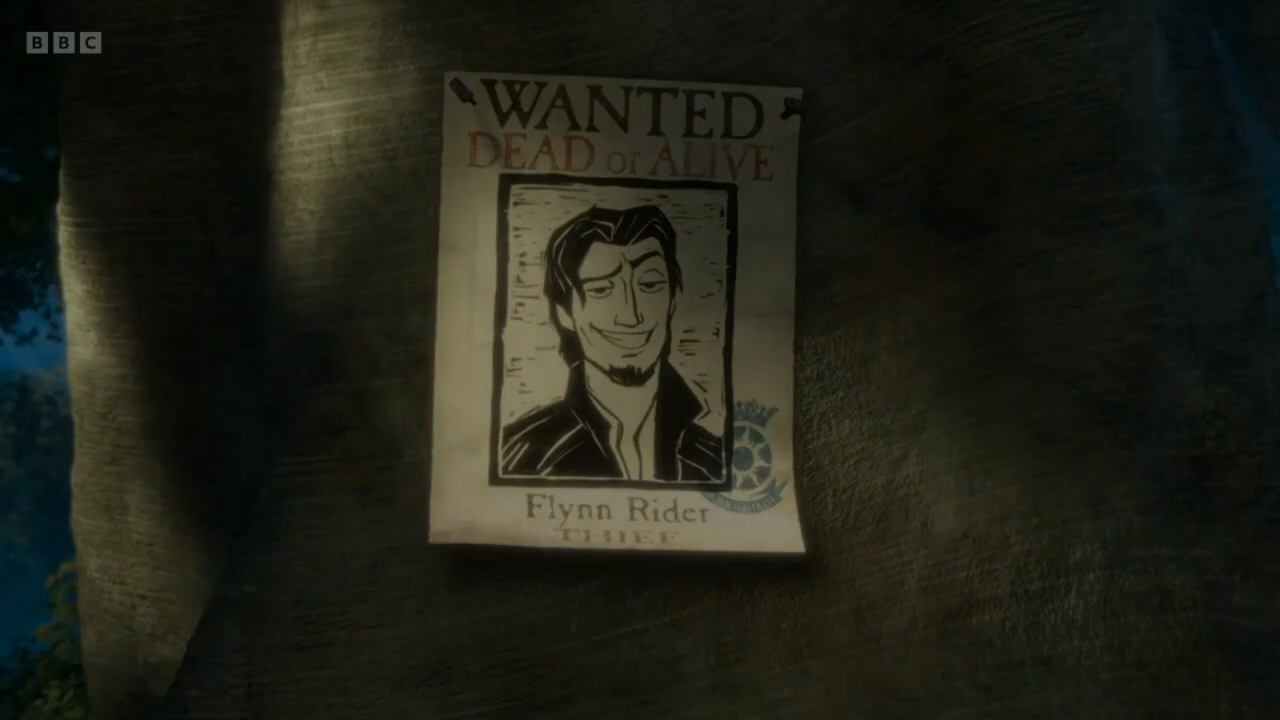 BBC
WANTED
DEAD or ALIVE
Flynn Rider
THIEF